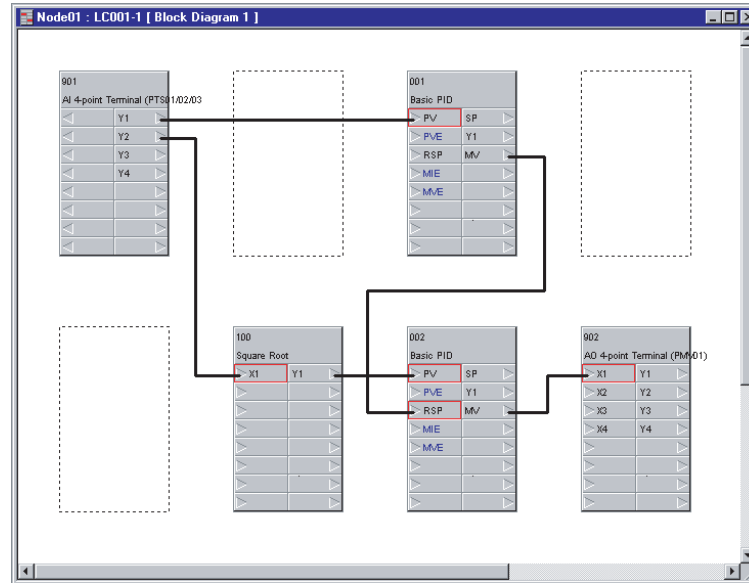 Node01 : LC001-1 [ Block Diagram 1 ]
901
AI 4-point Terminal (PTS01/02/03
Y1
Y2
Y3
Y4
001
Basic PID
PV SP
PVE Y1
RSP MV
MIE
MVE
100
Square Root
X1 Y1
002
Basic PID
PV SP
PVE Y1
RSP MV
MIE
MVE
902
AO 4-point Terminal (PMV01)
X1 Y1
X2 Y2
X3 Y3
X4 Y4